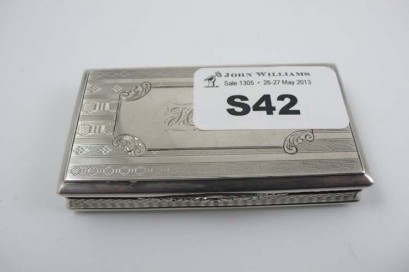 JOHN WILLIAMS
Sale 1305 • 26-27 May 2013
S42